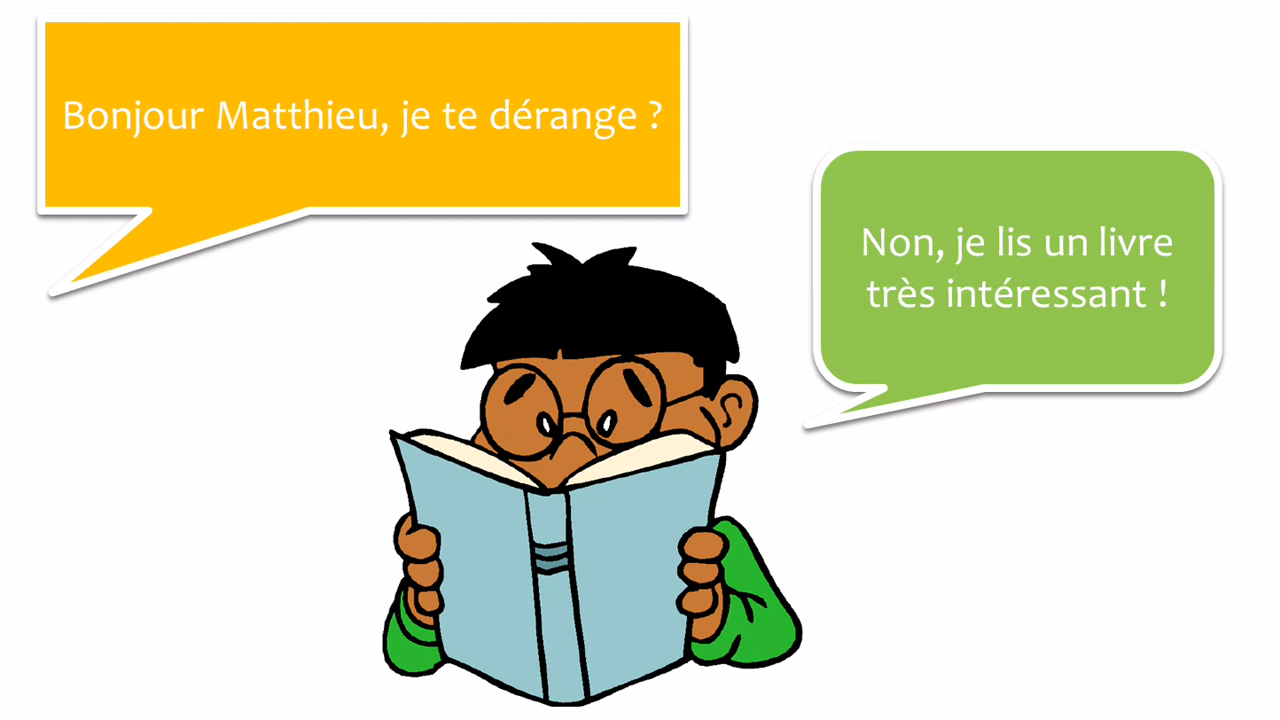 Bonjour Matthieu, je te dérange ?
Non, je lis un livre
très intéressant !